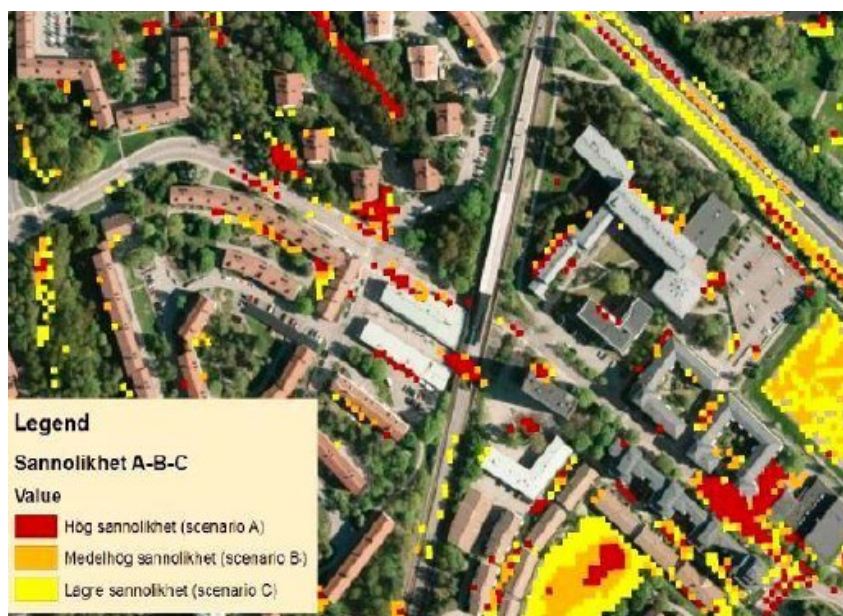 Legend
Sannolikhet A-B-C
Value
Hög sannolikhet (scenario A)
Medelhög sannolikhet (scenario B)
Lägre sannolikhet (scenario C)